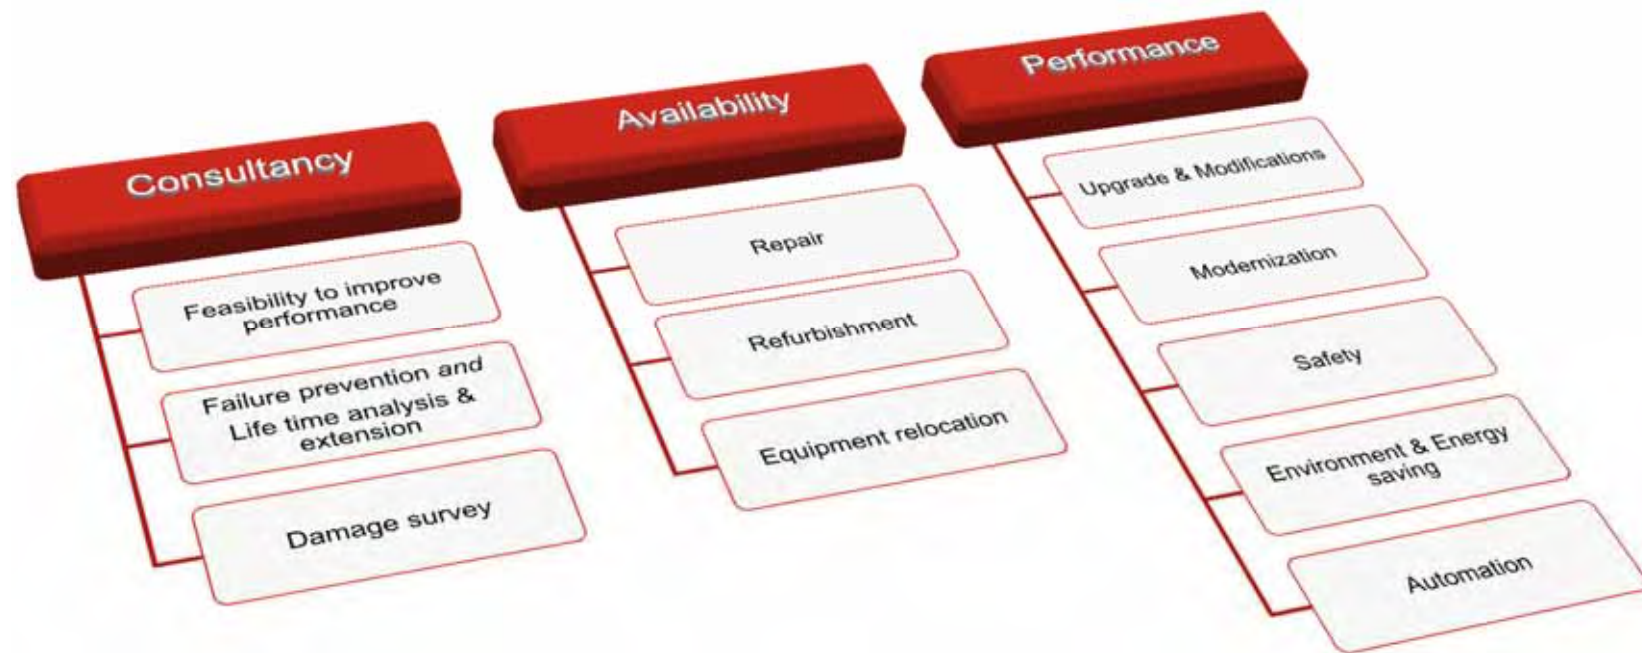 Consultancy
Feasibility to improve
performance
Failure prevention and
Life time analysis &
extension
Damage survey
Availability
Repair
Refurbishment
Equipment relocation
Performance
Upgrade & Modifications
Modernization
Safety
Environment & Energy
saving
Automation